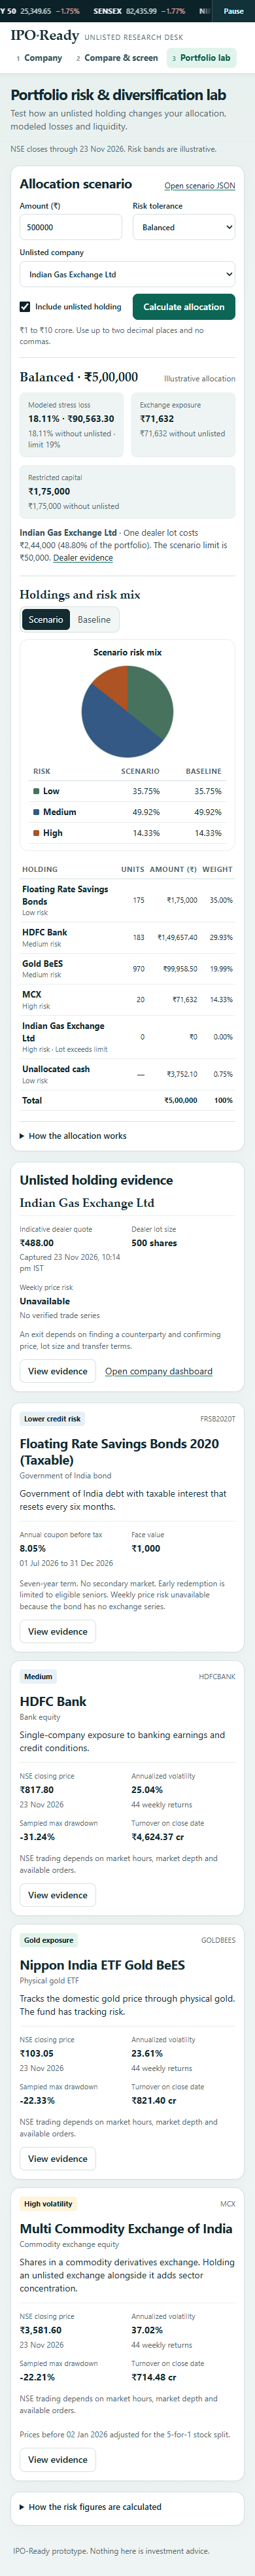 Y 50 25,349.65 −1.75% SENSEX 82,435.99 −1.77% Pause
IPO·Ready UNLISTED RESEARCH DESK
1 Company 2 Compare & screen 3 Portfolio lab
Portfolio risk & diversification lab
Test how an unlisted holding changes your allocation,
modeled losses and liquidity.
NSE closes through 23 Nov 2026. Risk bands are illustrative.
Allocation scenario Open scenario JSON
Amount (₹) Risk tolerance
500000 Balanced
Unlisted company
Indian Gas Exchange Ltd
Include unlisted holding Calculate allocation
₹1 to ₹10 crore. Use up to two decimal places and no
commas.
Balanced · ₹5,00,000 Illustrative allocation
Modeled stress loss
18.11% · ₹90,563.30
18.11% without unlisted ·
limit 19%
Exchange exposure
₹71,632
₹71,632 without unlisted
Restricted capital
₹1,75,000
₹1,75,000 without unlisted
Indian Gas Exchange Ltd · One dealer lot costs
₹2,44,000 (48.80% of the portfolio). The scenario limit is
₹50,000. Dealer evidence
Holdings and risk mix
Scenario Baseline
Scenario risk mix
RISK SCENARIO BASELINE
Low 35.75% 35.75%
Medium 49.92% 49.92%
High 14.33% 14.33%
HOLDING UNITS AMOUNT (₹) WEIGHT
Floating Rate Savings
Bonds 175 ₹1,75,000 35.00%
Low risk
HDFC Bank 183 ₹1,49,657.40 29.93%
Medium risk
Gold BeES 970 ₹99,958.50 19.99%
Medium risk
MCX 20 ₹71,632 14.33%
High risk
Indian Gas Exchange
Ltd 0 ₹0 0.00%
High risk · Lot exceeds limit
Unallocated cash — ₹3,752.10 0.75%
Low risk
Total ₹5,00,000 100%
How the allocation works
Unlisted holding evidence
Indian Gas Exchange Ltd
Indicative dealer quote Dealer lot size
₹488.00 500 shares
Captured 23 Nov 2026, 10:14
pm IST
Weekly price risk
Unavailable
No verified trade series
An exit depends on finding a counterparty and confirming
price, lot size and transfer terms.
View evidence Open company dashboard
Lower credit risk FRSB2020T
Floating Rate Savings Bonds 2020
(Taxable)
Government of India bond
Government of India debt with taxable interest that
resets every six months.
Annual coupon before tax Face value
8.05% ₹1,000
01 Jul 2026 to 31 Dec 2026
Seven-year term. No secondary market. Early redemption is
limited to eligible seniors. Weekly price risk unavailable
because the bond has no exchange series.
View evidence
Medium HDFCBANK
HDFC Bank
Bank equity
Single-company exposure to banking earnings and
credit conditions.
NSE closing price Annualized volatility
₹817.80 25.04%
23 Nov 2026 44 weekly returns
Sampled max drawdown Turnover on close date
-31.24% ₹4,624.37 cr
NSE trading depends on market hours, market depth and
available orders.
View evidence
Gold exposure GOLDBEES
Nippon India ETF Gold BeES
Physical gold ETF
Tracks the domestic gold price through physical gold.
The fund has tracking risk.
NSE closing price Annualized volatility
₹103.05 23.61%
23 Nov 2026 44 weekly returns
Sampled max drawdown Turnover on close date
-22.33% ₹821.40 cr
NSE trading depends on market hours, market depth and
available orders.
View evidence
High volatility MCX
Multi Commodity Exchange of India
Commodity exchange equity
Shares in a commodity derivatives exchange. Holding
an unlisted exchange alongside it adds sector
concentration.
NSE closing price Annualized volatility
₹3,581.60 37.02%
23 Nov 2026 44 weekly returns
Sampled max drawdown Turnover on close date
-22.21% ₹714.48 cr
NSE trading depends on market hours, market depth and
available orders.
Prices before 02 Jan 2026 adjusted for the 5-for-1 stock split.
View evidence
How the risk figures are calculated
IPO-Ready prototype. Nothing here is investment advice.